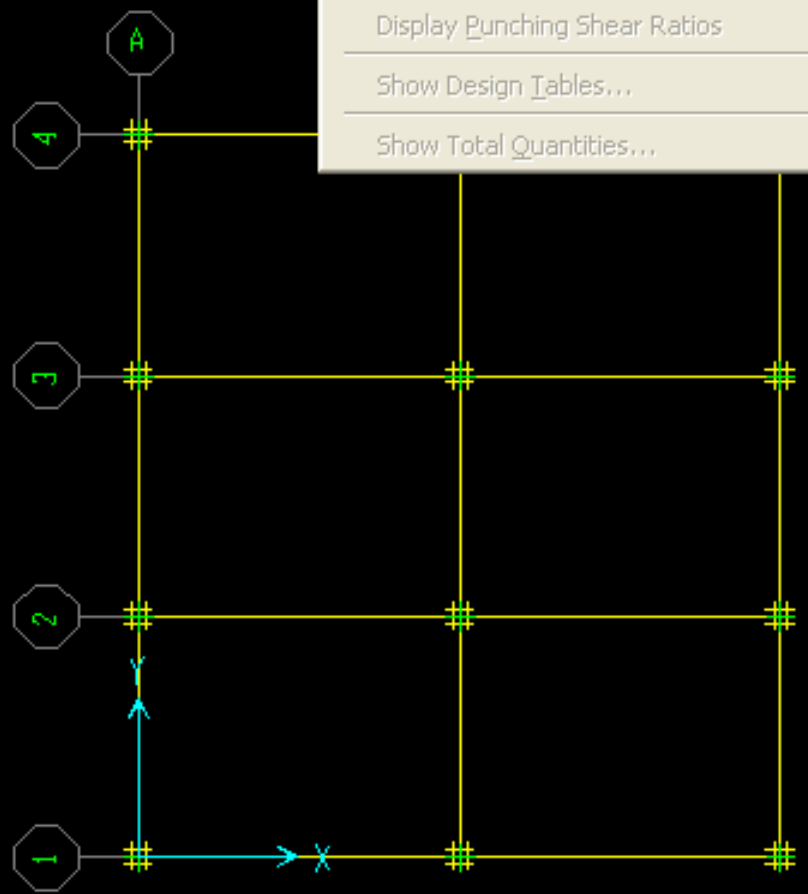 Display Punching Shear Ratios
Show Design Tables...
Show Total Quantities...
A
4
3
2
Y
X
1